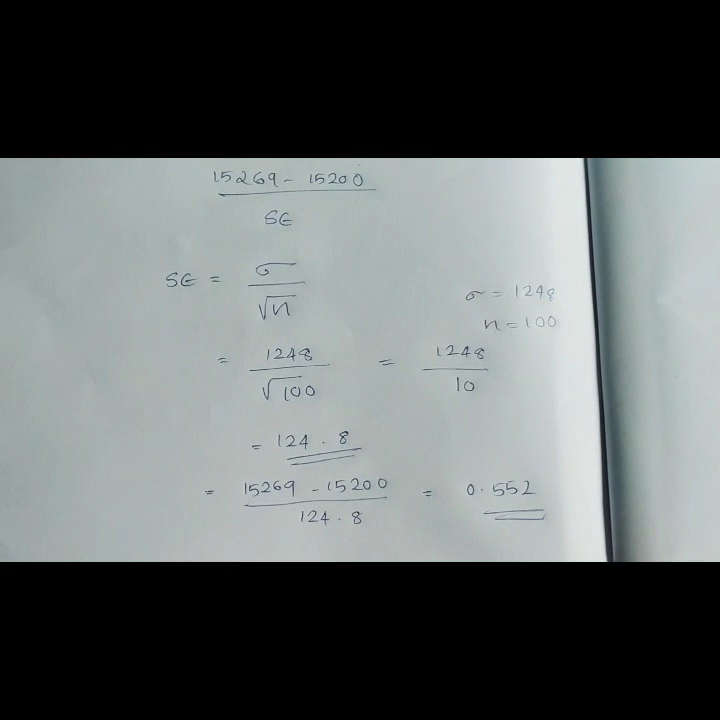 15269 - 15200
SE
SE = σ
√n
σ = 1248
n = 100
= 1248 = 1248
√100 10
= 124.8
= 15269 - 15200 = 0.552
124.8